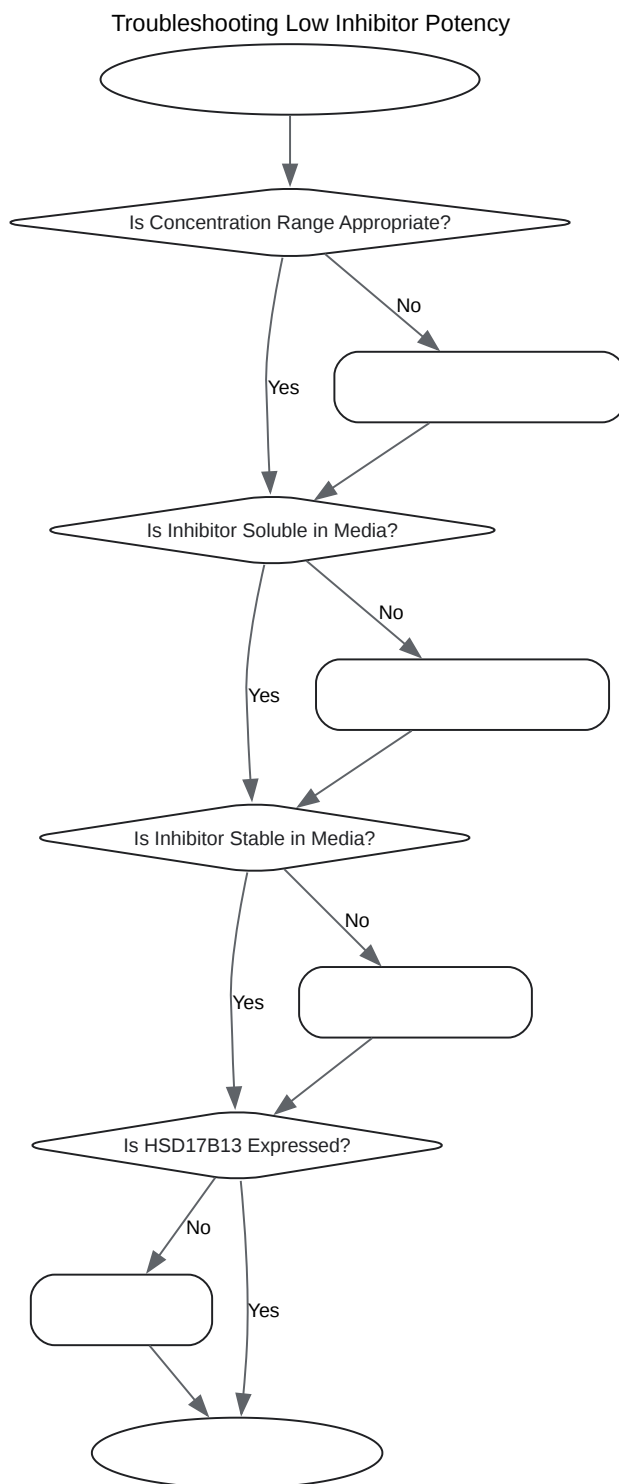 Troubleshooting Low Inhibitor Potency
Is Concentration Range Appropriate?
No
Yes
Is Inhibitor Soluble in Media?
No
Yes
Is Inhibitor Stable in Media?
No
Yes
Is HSD17B13 Expressed?
No
Yes